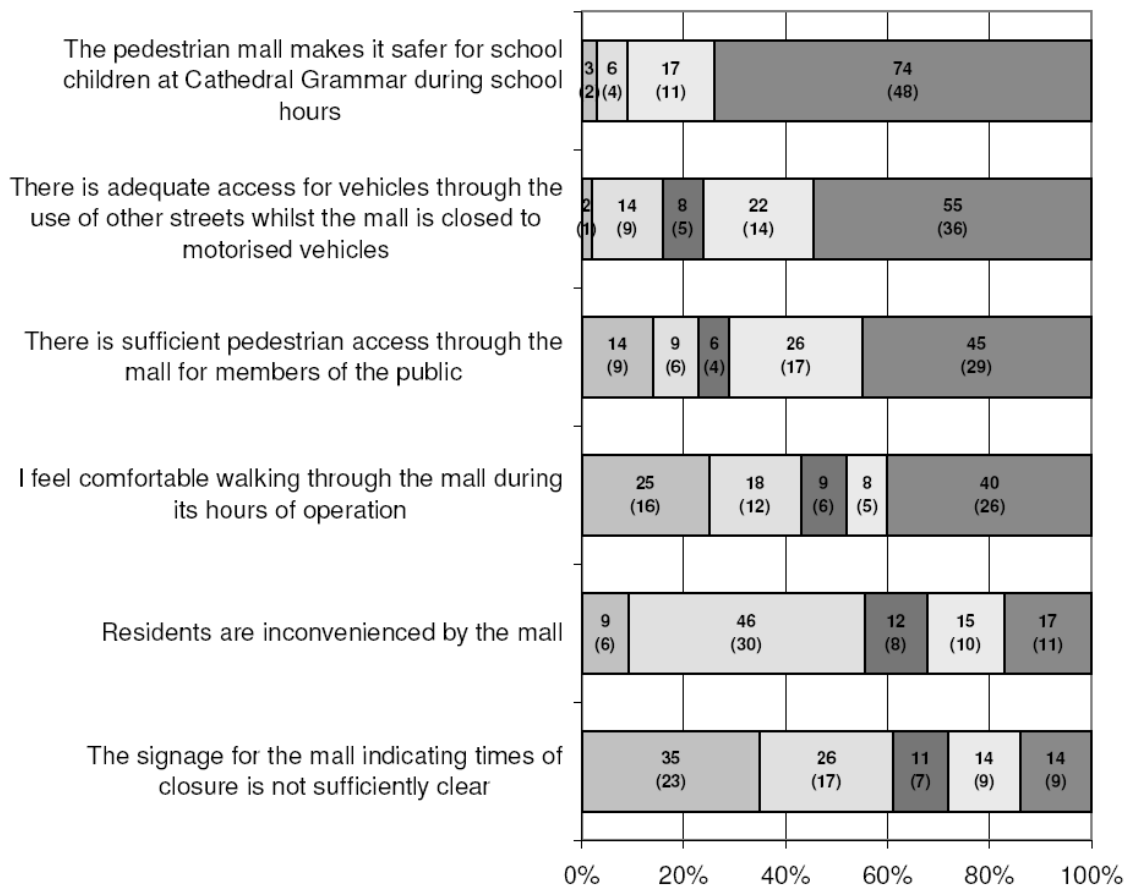 The pedestrian mall makes it safer for school
children at Cathedral Grammar during school
hours
3 6 17 74
(2) (4) (11) (48)
There is adequate access for vehicles through the
use of other streets whilst the mall is closed to
motorised vehicles
2 14 8 22 55
(1) (9) (5) (14) (36)
There is sufficient pedestrian access through the
mall for members of the public
14 9 6 26 45
(9) (6) (4) (17) (29)
I feel comfortable walking through the mall during
its hours of operation
25 18 9 8 40
(16) (12) (6) (5) (26)
Residents are inconvenienced by the mall
9 46 12 15 17
(6) (30) (8) (10) (11)
The signage for the mall indicating times of
closure is not sufficiently clear
35 26 11 14 14
(23) (17) (7) (9) (9)
0% 20% 40% 60% 80% 100%